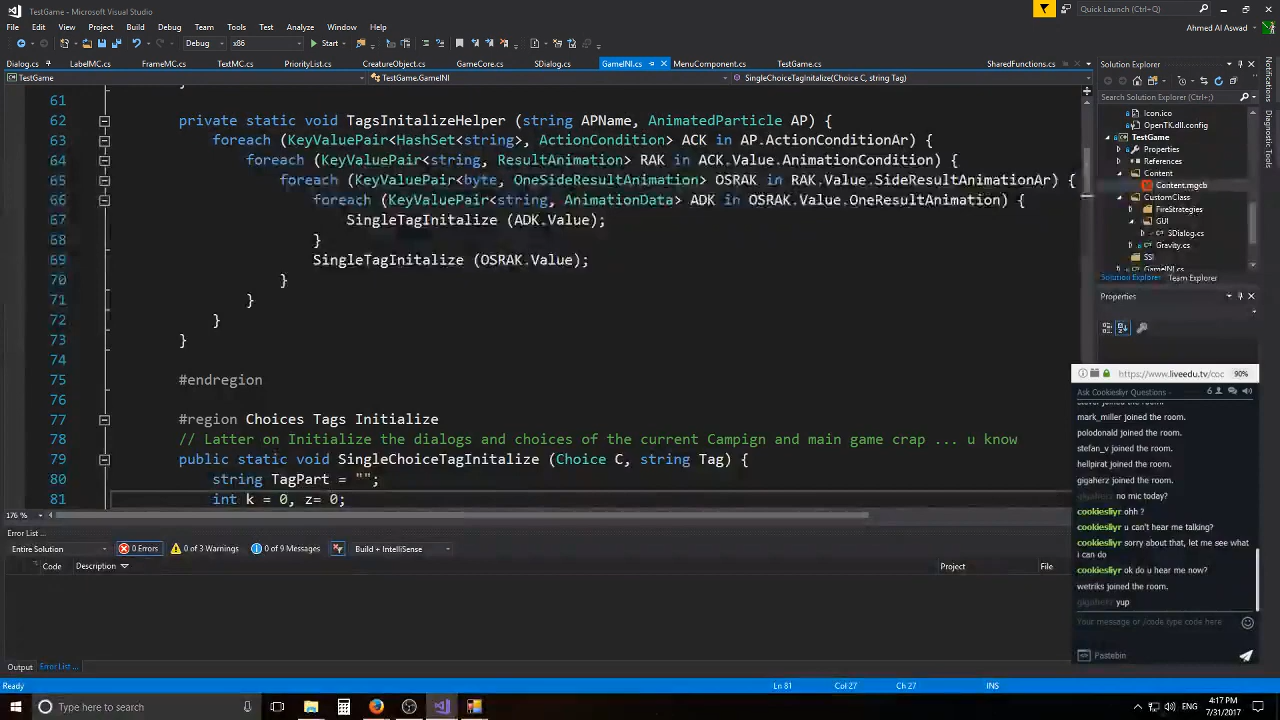 TestGame - Microsoft Visual Studio
Quick Launch (Ctrl+Q)
File Edit View Project Build Debug Team Tools Test Analyze Window Help
Ahmed Al Aswad
Debug x86 Start
Dialog.cs LabelMC.cs FrameMC.cs TextMC.cs PriorityList.cs CreatureObject.cs GameCore.cs SDialog.cs GameINI.cs MenuComponent.cs TestGame.cs SharedFunctions.cs
TestGame TestGame.GameINI SingleChoiceTagInitalize(Choice C, string Tag)
61
62 private static void TagsInitalizeHelper (string APName, AnimatedParticle AP) {
63 foreach (KeyValuePair<HashSet<string>, ActionCondition> ACK in AP.ActionConditionAr) {
64 foreach (KeyValuePair<string, ResultAnimation> RAK in ACK.Value.AnimationCondition) {
65 foreach (KeyValuePair<byte, OneSideResultAnimation> OSRAK in RAK.Value.SideResultAnimationAr) {
66 foreach (KeyValuePair<string, AnimationData> ADK in OSRAK.Value.OneResultAnimation) {
67 SingleTagInitalize (ADK.Value);
68 }
69 SingleTagInitalize (OSRAK.Value);
70 }
71 }
72 }
73 }
74
75 #endregion
76
77 #region Choices Tags Initialize
78 // Latter on Initialize the dialogs and choices of the current Campign and main game crap ... u know
79 public static void SingleChoiceTagInitalize (Choice C, string Tag) {
80 string TagPart = "";
81 int k = 0, z= 0;
176 %
Error List ...
Entire Solution 0 Errors 0 of 3 Warnings 0 of 9 Messages Build + IntelliSense
Code Description Project File
Output Error List ...
Ready Ln 81 Col 27 Ch 27 INS
Solution Explorer
Search Solution Explorer (Ctrl+;)
Icon.ico
OpenTK.dll.config
TestGame
Properties
References
Content
Content.mgcb
CustomClass
FireStrategies
GUI
SDialog.cs
Gravity.cs
SSI
GameINI.cs
Solution Explorer Team Explorer
Properties
Notifications
Diagnostic Tools
https://www.liveedu.tv/coc 90%
Ask Cookieslyr Questions - 6
mark_miller joined the room.
polodonald joined the room.
stefan_v joined the room.
hellpirat joined the room.
gigaherz joined the room.
gigaherz no mic today?
cookieslyr ohh ?
cookieslyr u can't hear me talking?
cookieslyr sorry about that, let me see what
i can do
cookieslyr ok do u hear me now?
wetriks joined the room.
gigaherz yup
Your message or /code type code here
Pastebin
Type here to search
ENG
4:17 PM
7/31/2017